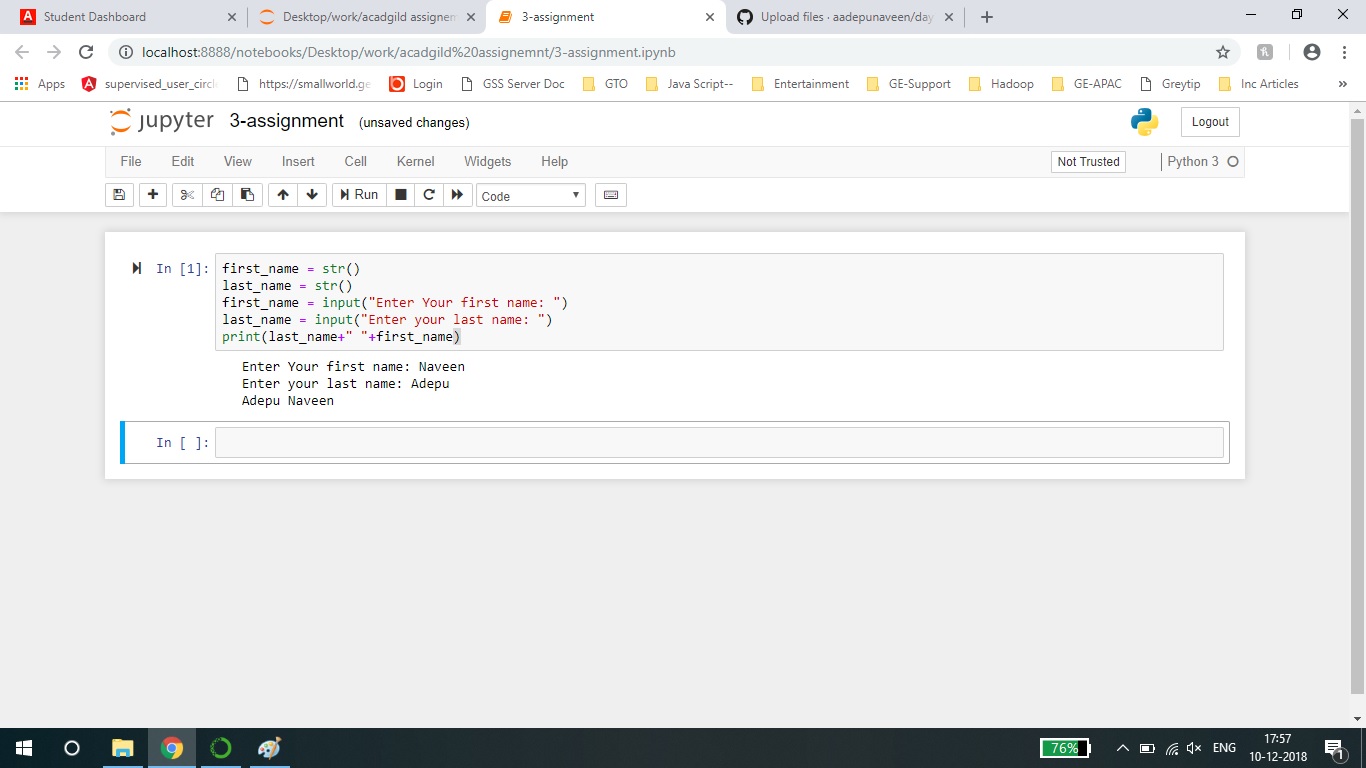 Student Dashboard
Desktop/work/acadgild assignem
3-assignment
Upload files · aadepunaveen/day
localhost:8888/notebooks/Desktop/work/acadgild%20assignemnt/3-assignment.ipynb
Apps supervised_user_circl https://smallworld.ge Login GSS Server Doc GTO Java Script-- Entertainment GE-Support Hadoop GE-APAC Greytip Inc Articles »
jupyter 3-assignment (unsaved changes) Logout
File Edit View Insert Cell Kernel Widgets Help Not Trusted Python 3
Run Code
In [1]: first_name = str()
last_name = str()
first_name = input("Enter Your first name: ")
last_name = input("Enter your last name: ")
print(last_name+" "+first_name)
Enter Your first name: Naveen
Enter your last name: Adepu
Adepu Naveen
In [ ]:
76% ENG 17:57
10-12-2018
1